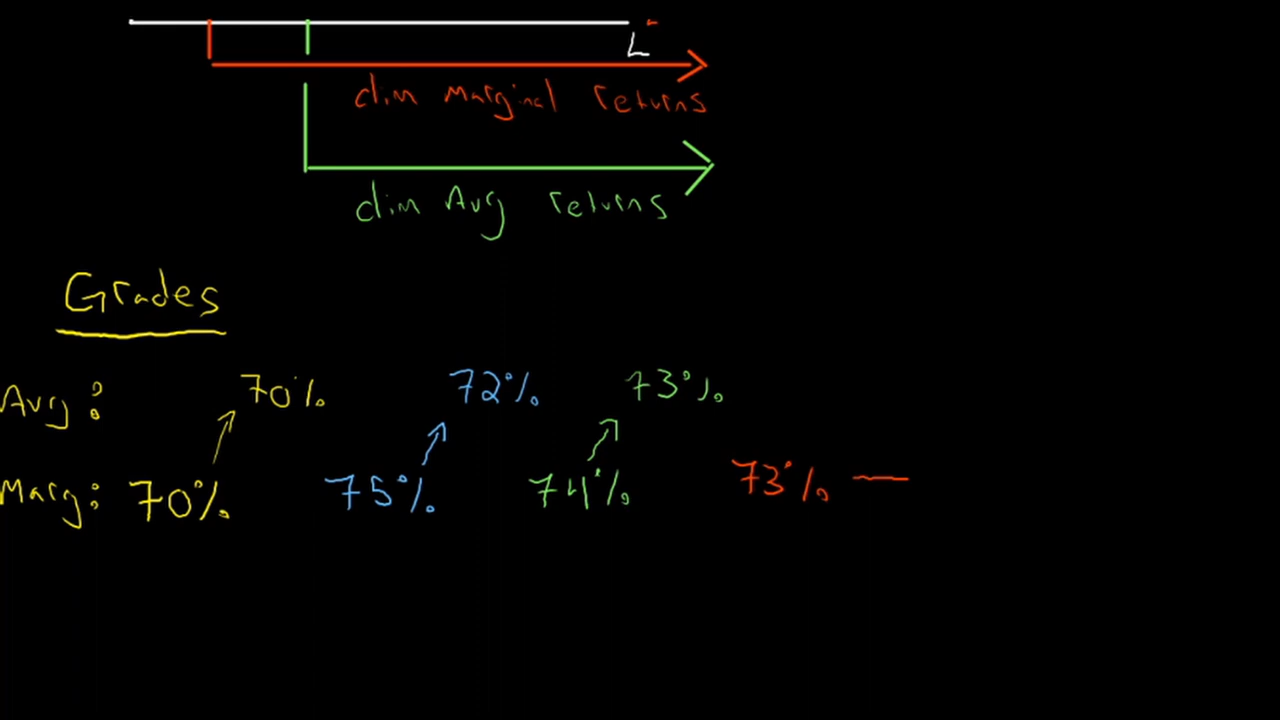 L
dim Marginal returns
dim Avg returns
Grades
Avg: 70% 72% 73%
Marg: 70% 75% 74% 73% —